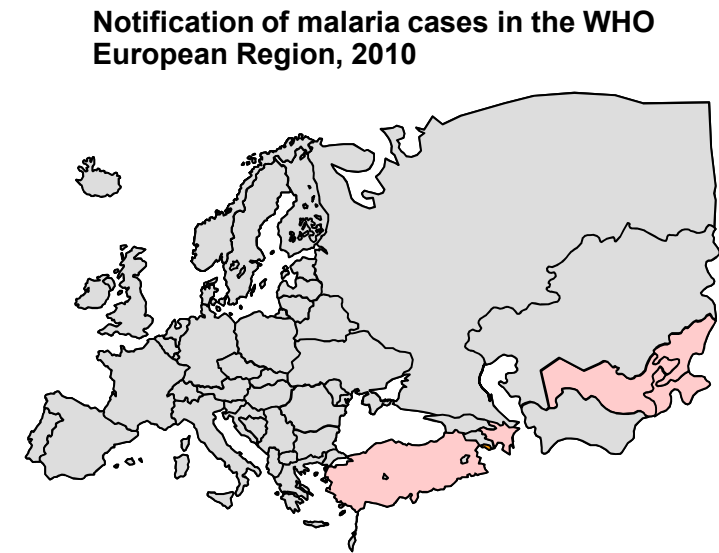 Notification of malaria cases in the WHO
European Region, 2010